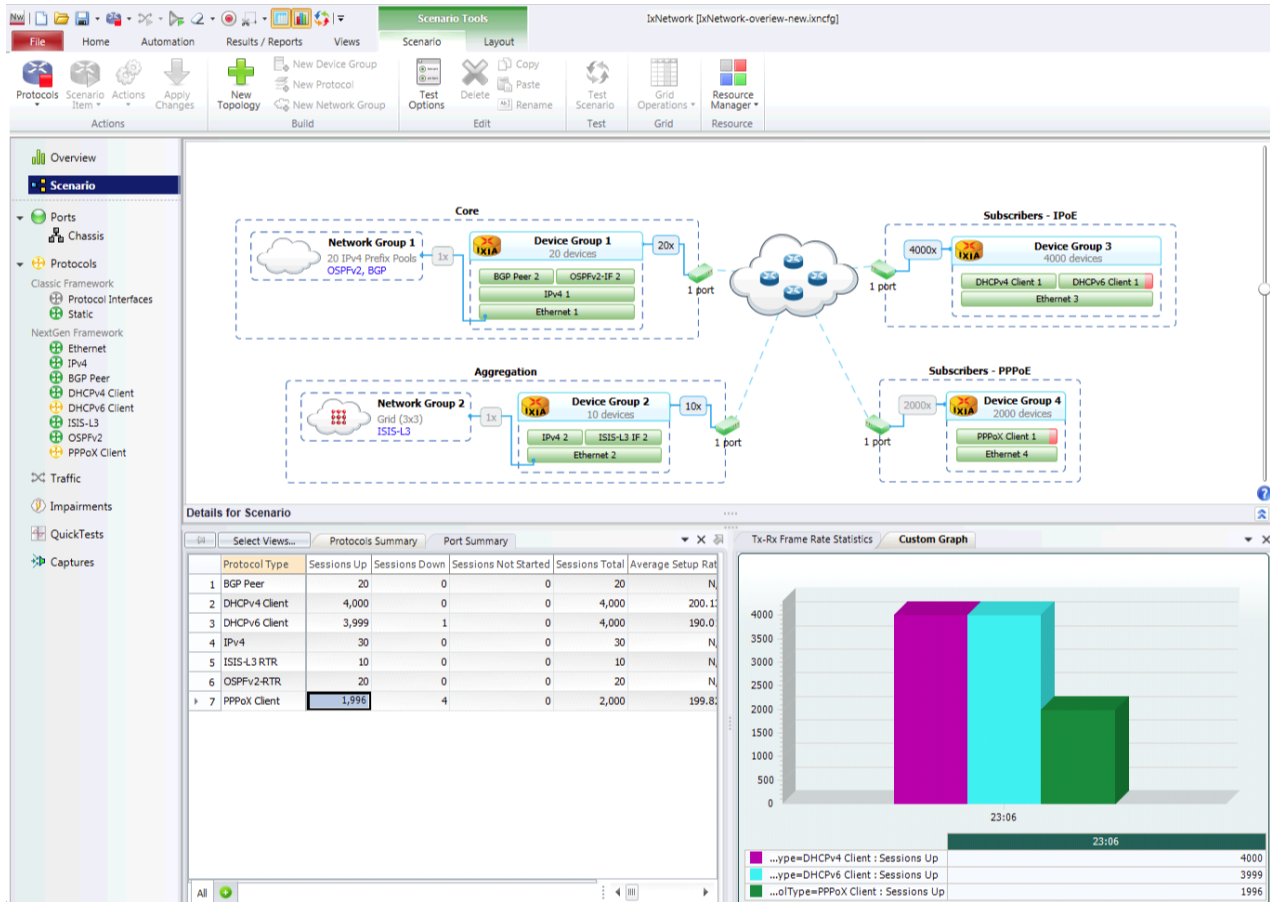 Nw
Scenario Tools
IxNetwork [IxNetwork-overiew-new.ixncfg]
File Home Automation Results / Reports Views Scenario Layout
Protocols
Scenario Item
Actions
Apply Changes
Actions
New Topology
New Device Group
New Protocol
New Network Group
Build
Test Options
Delete
Copy
Paste
Rename
Edit
Test Scenario
Test
Grid Operations
Grid
Resource Manager
Resource
Overview
Scenario
Ports
Chassis
Protocols
Classic Framework
Protocol Interfaces
Static
NextGen Framework
Ethernet
IPv4
BGP Peer
DHCPv4 Client
DHCPv6 Client
ISIS-L3
OSPFv2
PPPoX Client
Traffic
Impairments
QuickTests
Captures
Core
Network Group 1
20 IPv4 Prefix Pools
OSPFv2, BGP
1x
IXIA
Device Group 1
20 devices
BGP Peer 2 OSPFv2-IF 2
IPv4 1
Ethernet 1
20x
1 port
Subscribers - IPoE
1 port
4000x
IXIA
Device Group 3
4000 devices
DHCPv4 Client 1 DHCPv6 Client 1
Ethernet 3
Aggregation
Network Group 2
Grid (3x3)
ISIS-L3
1x
IXIA
Device Group 2
10 devices
IPv4 2 ISIS-L3 IF 2
Ethernet 2
10x
1 port
Subscribers - PPPoE
1 port
2000x
IXIA
Device Group 4
2000 devices
PPPoX Client 1
Ethernet 4
Details for Scenario
Select Views... Protocols Summary Port Summary
Protocol Type Sessions Up Sessions Down Sessions Not Started Sessions Total Average Setup Rat
1 BGP Peer 20 0 0 20 N,
2 DHCPv4 Client 4,000 0 0 4,000 200.1
3 DHCPv6 Client 3,999 1 0 4,000 190.0
4 IPv4 30 0 0 30 N,
5 ISIS-L3 RTR 10 0 0 10 N,
6 OSPFv2-RTR 20 0 0 20 N,
7 PPPoX Client 1,996 4 0 2,000 199.8
All
Tx-Rx Frame Rate Statistics Custom Graph
4000
3500
3000
2500
2000
1500
1000
500
0
23:06
23:06
...ype=DHCPv4 Client : Sessions Up 4000
...ype=DHCPv6 Client : Sessions Up 3999
...olType=PPPoX Client : Sessions Up 1996